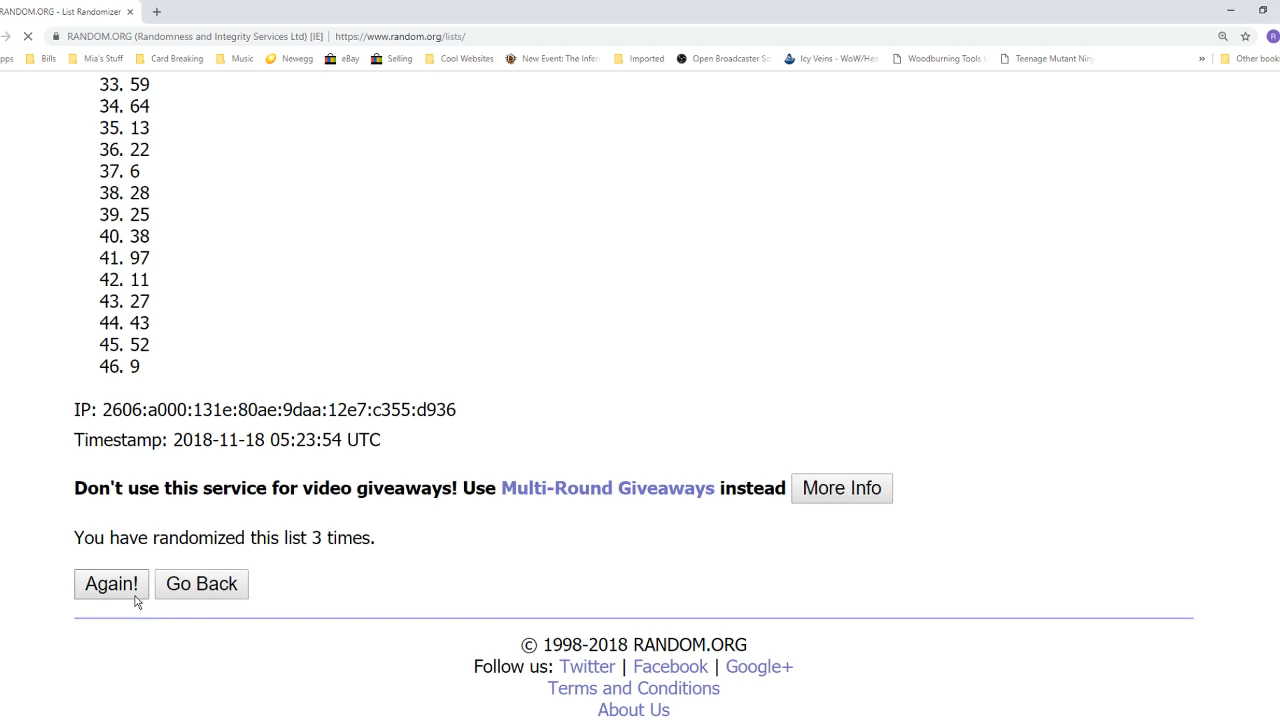 RANDOM.ORG - List Randomizer
RANDOM.ORG (Randomness and Integrity Services Ltd) [IE] | https://www.random.org/lists/
pps Bills Mia's Stuff Card Breaking Music Newegg eBay Selling Cool Websites New Event: The Infern Imported Open Broadcaster So Icy Veins - WoW/Hea Woodburning Tools Teenage Mutant Nin » Other book
33. 59
34. 64
35. 13
36. 22
37. 6
38. 28
39. 25
40. 38
41. 97
42. 11
43. 27
44. 43
45. 52
46. 9
IP: 2606:a000:131e:80ae:9daa:12e7:c355:d936
Timestamp: 2018-11-18 05:23:54 UTC
Don't use this service for video giveaways! Use Multi-Round Giveaways instead More Info
You have randomized this list 3 times.
Again! Go Back
© 1998-2018 RANDOM.ORG
Follow us: Twitter | Facebook | Google+
Terms and Conditions
About Us